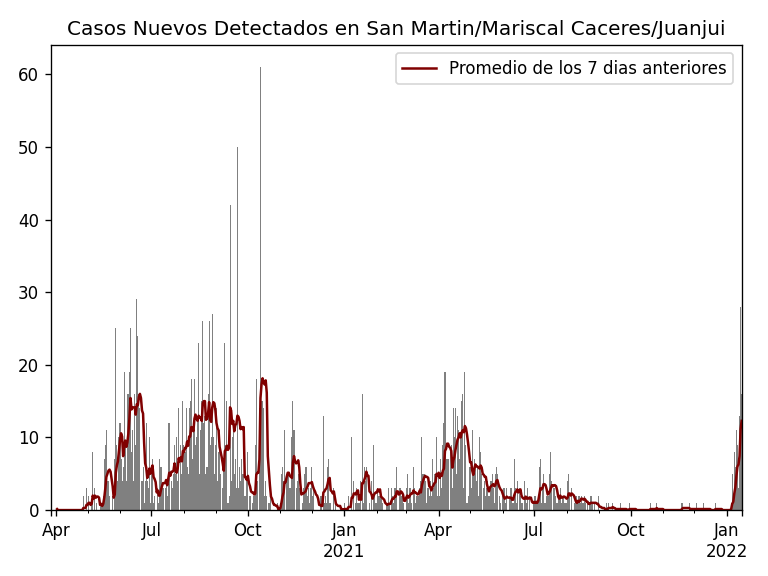 Casos Nuevos Detectados en San Martin/Mariscal Caceres/Juanjui
Promedio de los 7 dias anteriores
60
50
40
30
20
10
0
Apr Jul Oct Jan Apr Jul Oct Jan
2021 2022